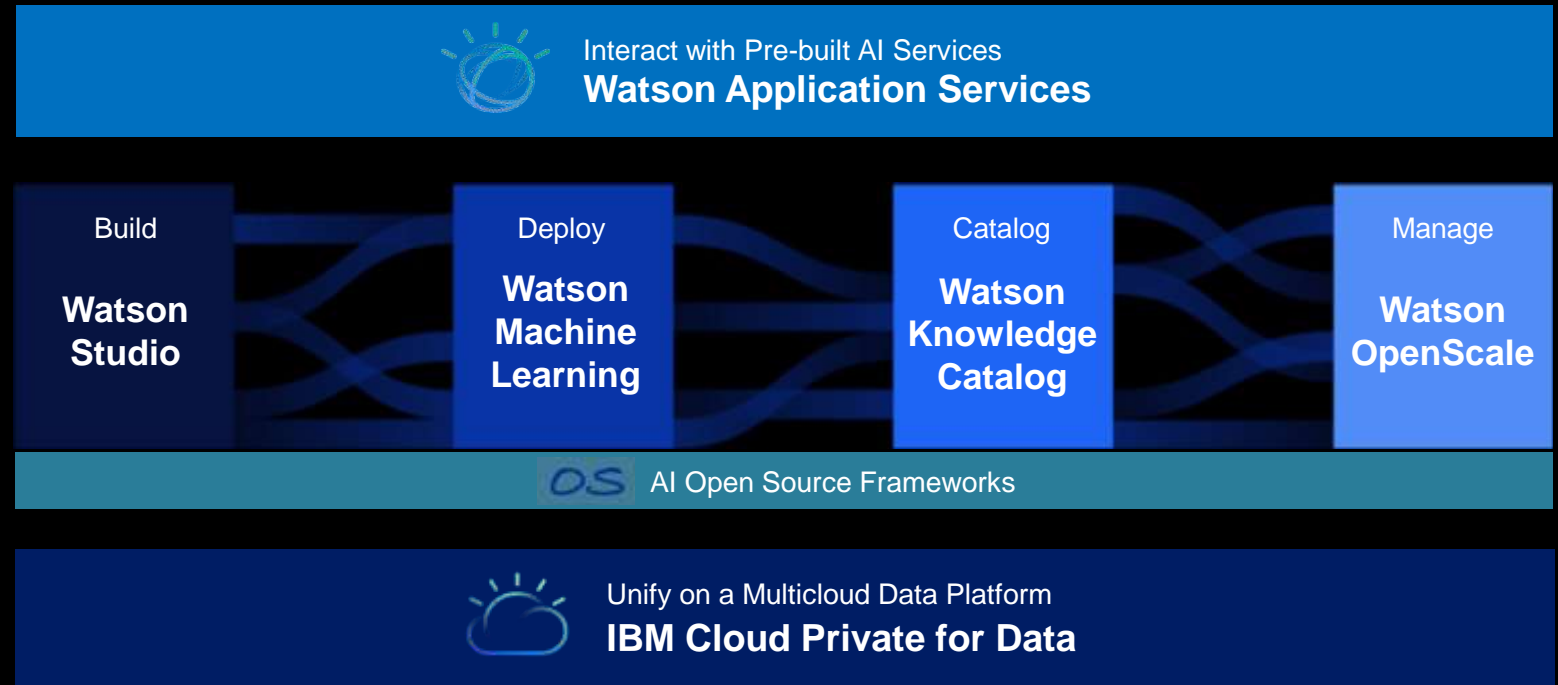 Interact with Pre-built AI Services
Watson Application Services
Build
Watson
Studio
Deploy
Watson
Machine
Learning
Catalog
Watson
Knowledge
Catalog
Manage
Watson
OpenScale
OS AI Open Source Frameworks
Unify on a Multicloud Data Platform
IBM Cloud Private for Data